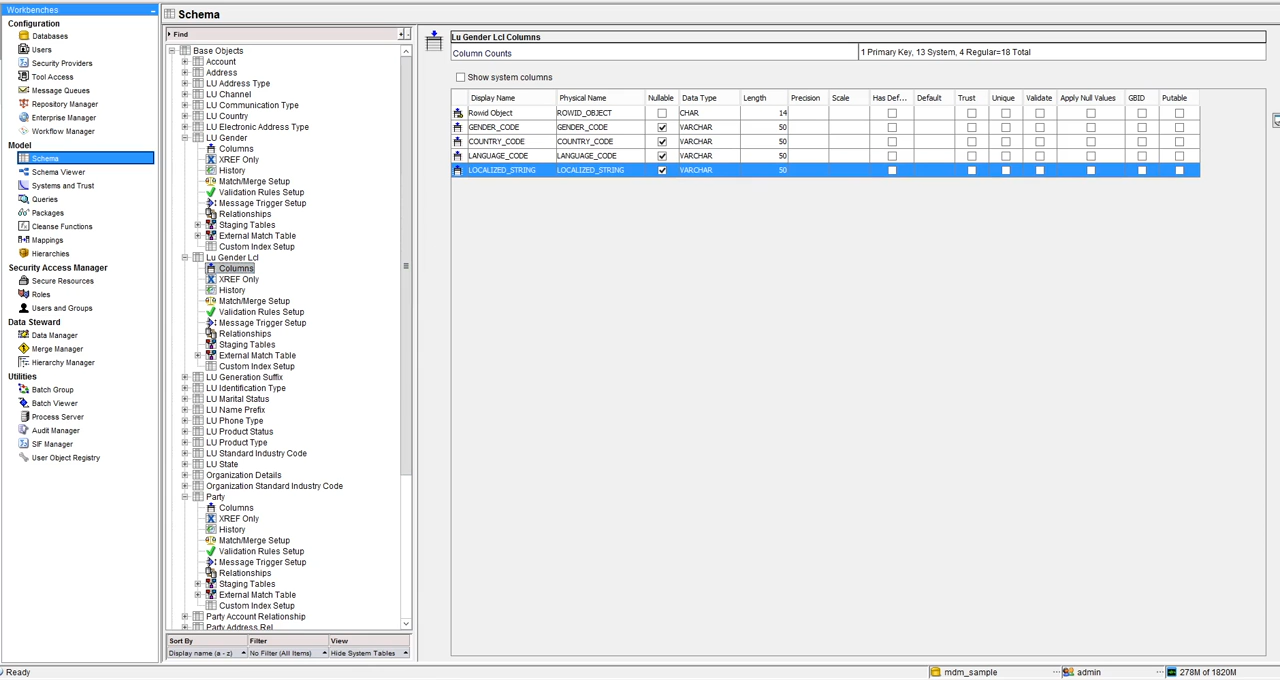 Workbenches
Configuration
Databases
Users
Security Providers
Tool Access
Message Queues
Repository Manager
Enterprise Manager
Workflow Manager
Model
Schema
Schema Viewer
Systems and Trust
Queries
Packages
Cleanse Functions
Mappings
Hierarchies
Security Access Manager
Secure Resources
Roles
Users and Groups
Data Steward
Data Manager
Merge Manager
Hierarchy Manager
Utilities
Batch Group
Batch Viewer
Process Server
Audit Manager
SIF Manager
User Object Registry
Schema
Find
Base Objects
Account
Address
LU Address Type
LU Channel
LU Communication Type
LU Country
LU Electronic Address Type
LU Gender
Columns
XREF Only
History
Match/Merge Setup
Validation Rules Setup
Message Trigger Setup
Relationships
Staging Tables
External Match Table
Custom Index Setup
Lu Gender Lcl
Columns
XREF Only
History
Match/Merge Setup
Validation Rules Setup
Message Trigger Setup
Relationships
Staging Tables
External Match Table
Custom Index Setup
LU Generation Suffix
LU Identification Type
LU Marital Status
LU Name Prefix
LU Phone Type
LU Product Status
LU Product Type
LU Standard Industry Code
LU State
Organization Details
Organization Standard Industry Code
Party
Columns
XREF Only
History
Match/Merge Setup
Validation Rules Setup
Message Trigger Setup
Relationships
Staging Tables
External Match Table
Custom Index Setup
Party Account Relationship
Party Address Rel
Sort By Filter View
Display name (a - z) No Filter (All Items) Hide System Tables
Lu Gender Lcl Columns
Column Counts 1 Primary Key, 13 System, 4 Regular=18 Total
Show system columns
Display Name Physical Name Nullable Data Type Length Precision Scale Has Def... Default Trust Unique Validate Apply Null Values GBID Putable
Rowid Object ROWID_OBJECT CHAR 14
GENDER_CODE GENDER_CODE VARCHAR 50
COUNTRY_CODE COUNTRY_CODE VARCHAR 50
LANGUAGE_CODE LANGUAGE_CODE VARCHAR 50
LOCALIZED_STRING LOCALIZED_STRING VARCHAR 50
Ready mdm_sample admin 278M of 1820M